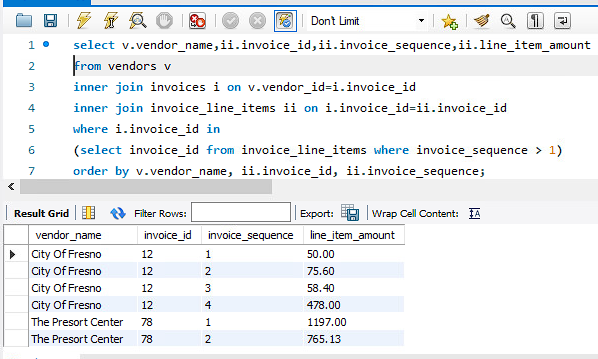 Don't Limit
1 select v.vendor_name,ii.invoice_id,ii.invoice_sequence,ii.line_item_amount
2 from vendors v
3 inner join invoices i on v.vendor_id=i.invoice_id
4 inner join invoice_line_items ii on i.invoice_id=ii.invoice_id
5 where i.invoice_id in
6 (select invoice_id from invoice_line_items where invoice_sequence > 1)
7 order by v.vendor_name, ii.invoice_id, ii.invoice_sequence;
Result Grid Filter Rows: Export: Wrap Cell Content: IA
vendor_name invoice_id invoice_sequence line_item_amount
City Of Fresno 12 1 50.00
City Of Fresno 12 2 75.60
City Of Fresno 12 3 58.40
City Of Fresno 12 4 478.00
The Presort Center 78 1 1197.00
The Presort Center 78 2 765.13